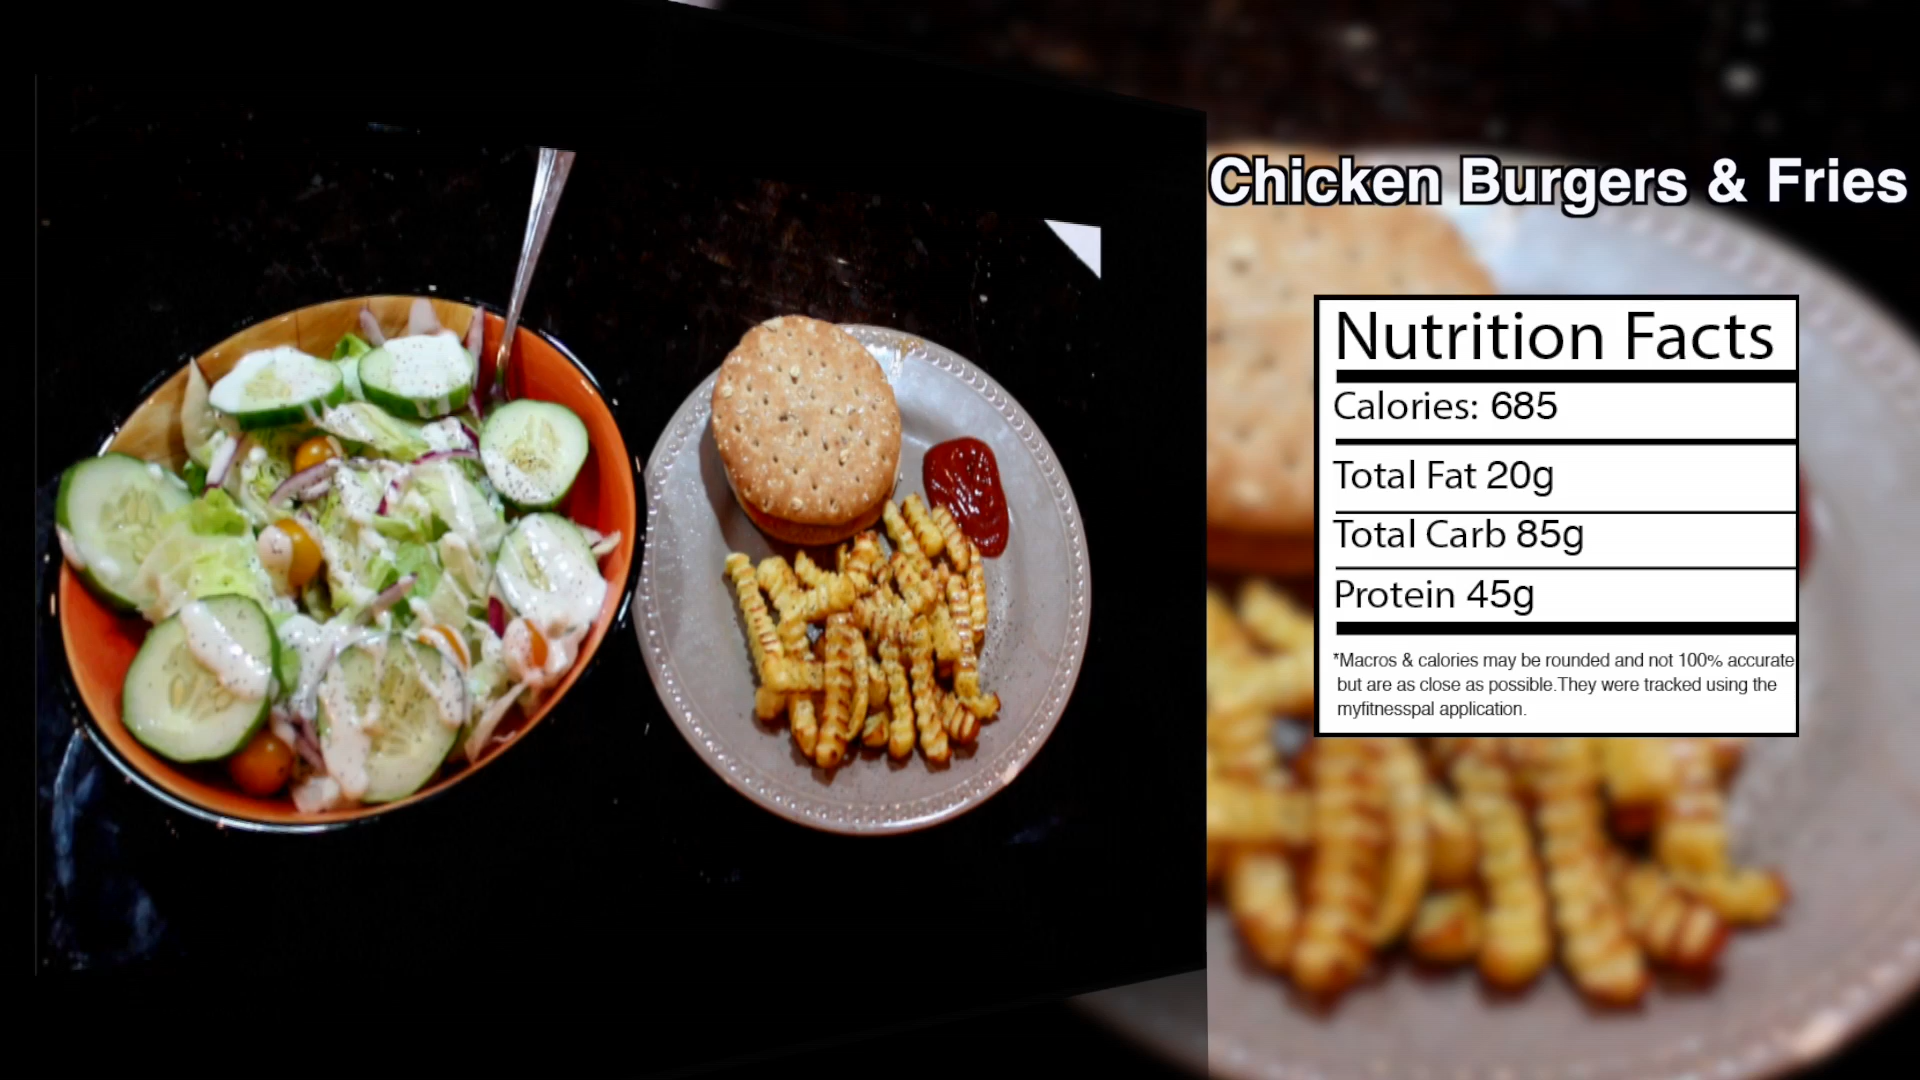 Chicken Burgers & Fries
Nutrition Facts
Calories: 685
Total Fat 20g
Total Carb 85g
Protein 45g
*Macros & calories may be rounded and not 100% accurate
but are as close as possible.They were tracked using the
myfitnesspal application.